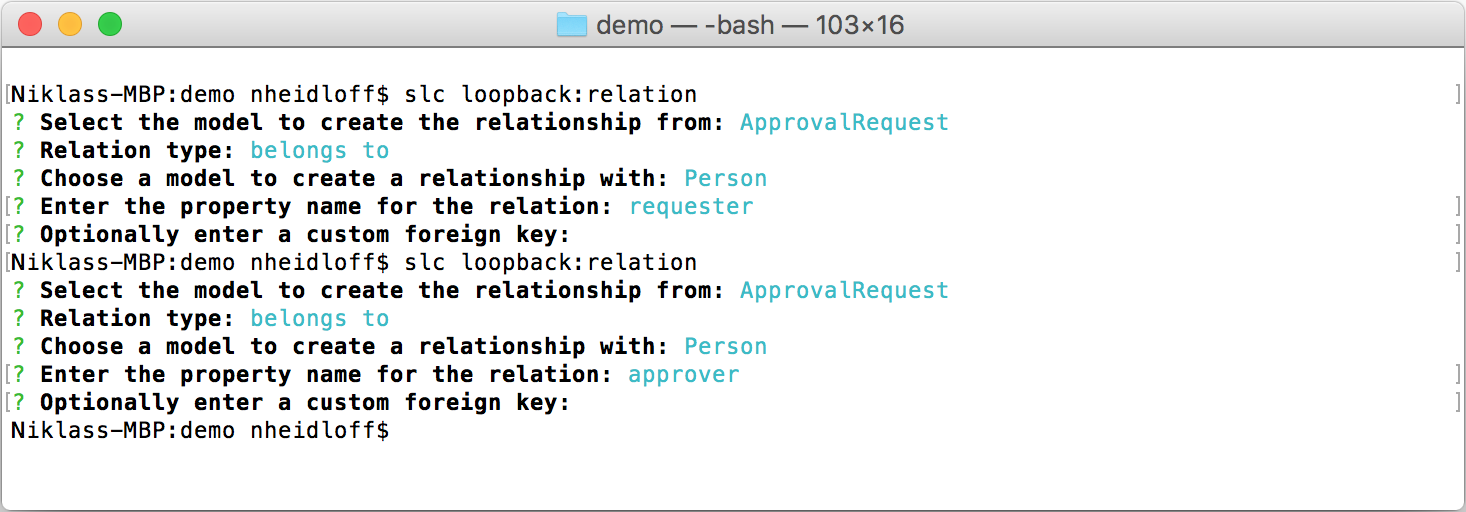 demo — -bash — 103×16
[Niklass-MBP:demo nheidloff$ slc loopback:relation ]
? Select the model to create the relationship from: ApprovalRequest
? Relation type: belongs to
? Choose a model to create a relationship with: Person
[? Enter the property name for the relation: requester ]
[? Optionally enter a custom foreign key: ]
[Niklass-MBP:demo nheidloff$ slc loopback:relation ]
? Select the model to create the relationship from: ApprovalRequest
? Relation type: belongs to
? Choose a model to create a relationship with: Person
[? Enter the property name for the relation: approver ]
[? Optionally enter a custom foreign key: ]
Niklass-MBP:demo nheidloff$